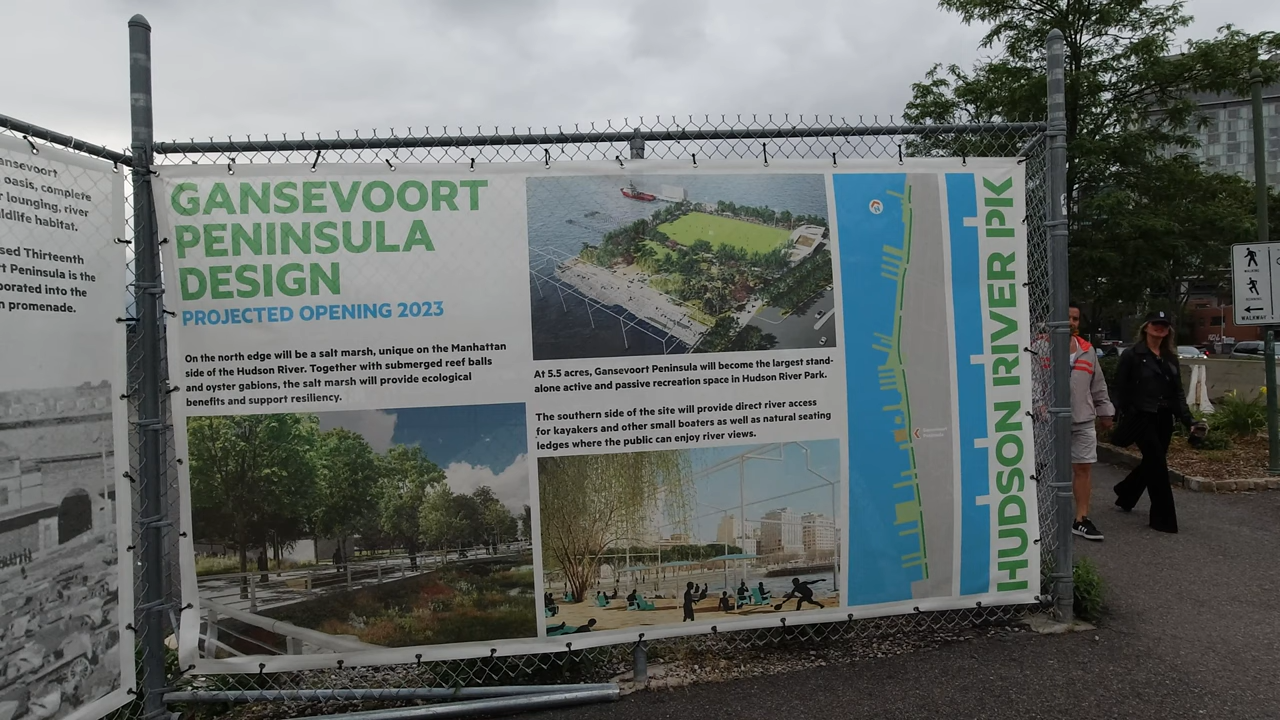 ansevoort
oasis, complete
r lounging, river
ildlife habitat.
sed Thirteenth
rt Peninsula is the
porated into the
n promenade.
GANSEVOORT
PENINSULA
DESIGN
PROJECTED OPENING 2023
On the north edge will be a salt marsh, unique on the Manhattan
side of the Hudson River. Together with submerged reef balls
and oyster gabions, the salt marsh will provide ecological
benefits and support resiliency.
At 5.5 acres, Gansevoort Peninsula will become the largest stand-
alone active and passive recreation space in Hudson River Park.
The southern side of the site will provide direct river access
for kayakers and other small boaters as well as natural seating
ledges where the public can enjoy river views.
HUDSON RIVER PK
WALKWAY